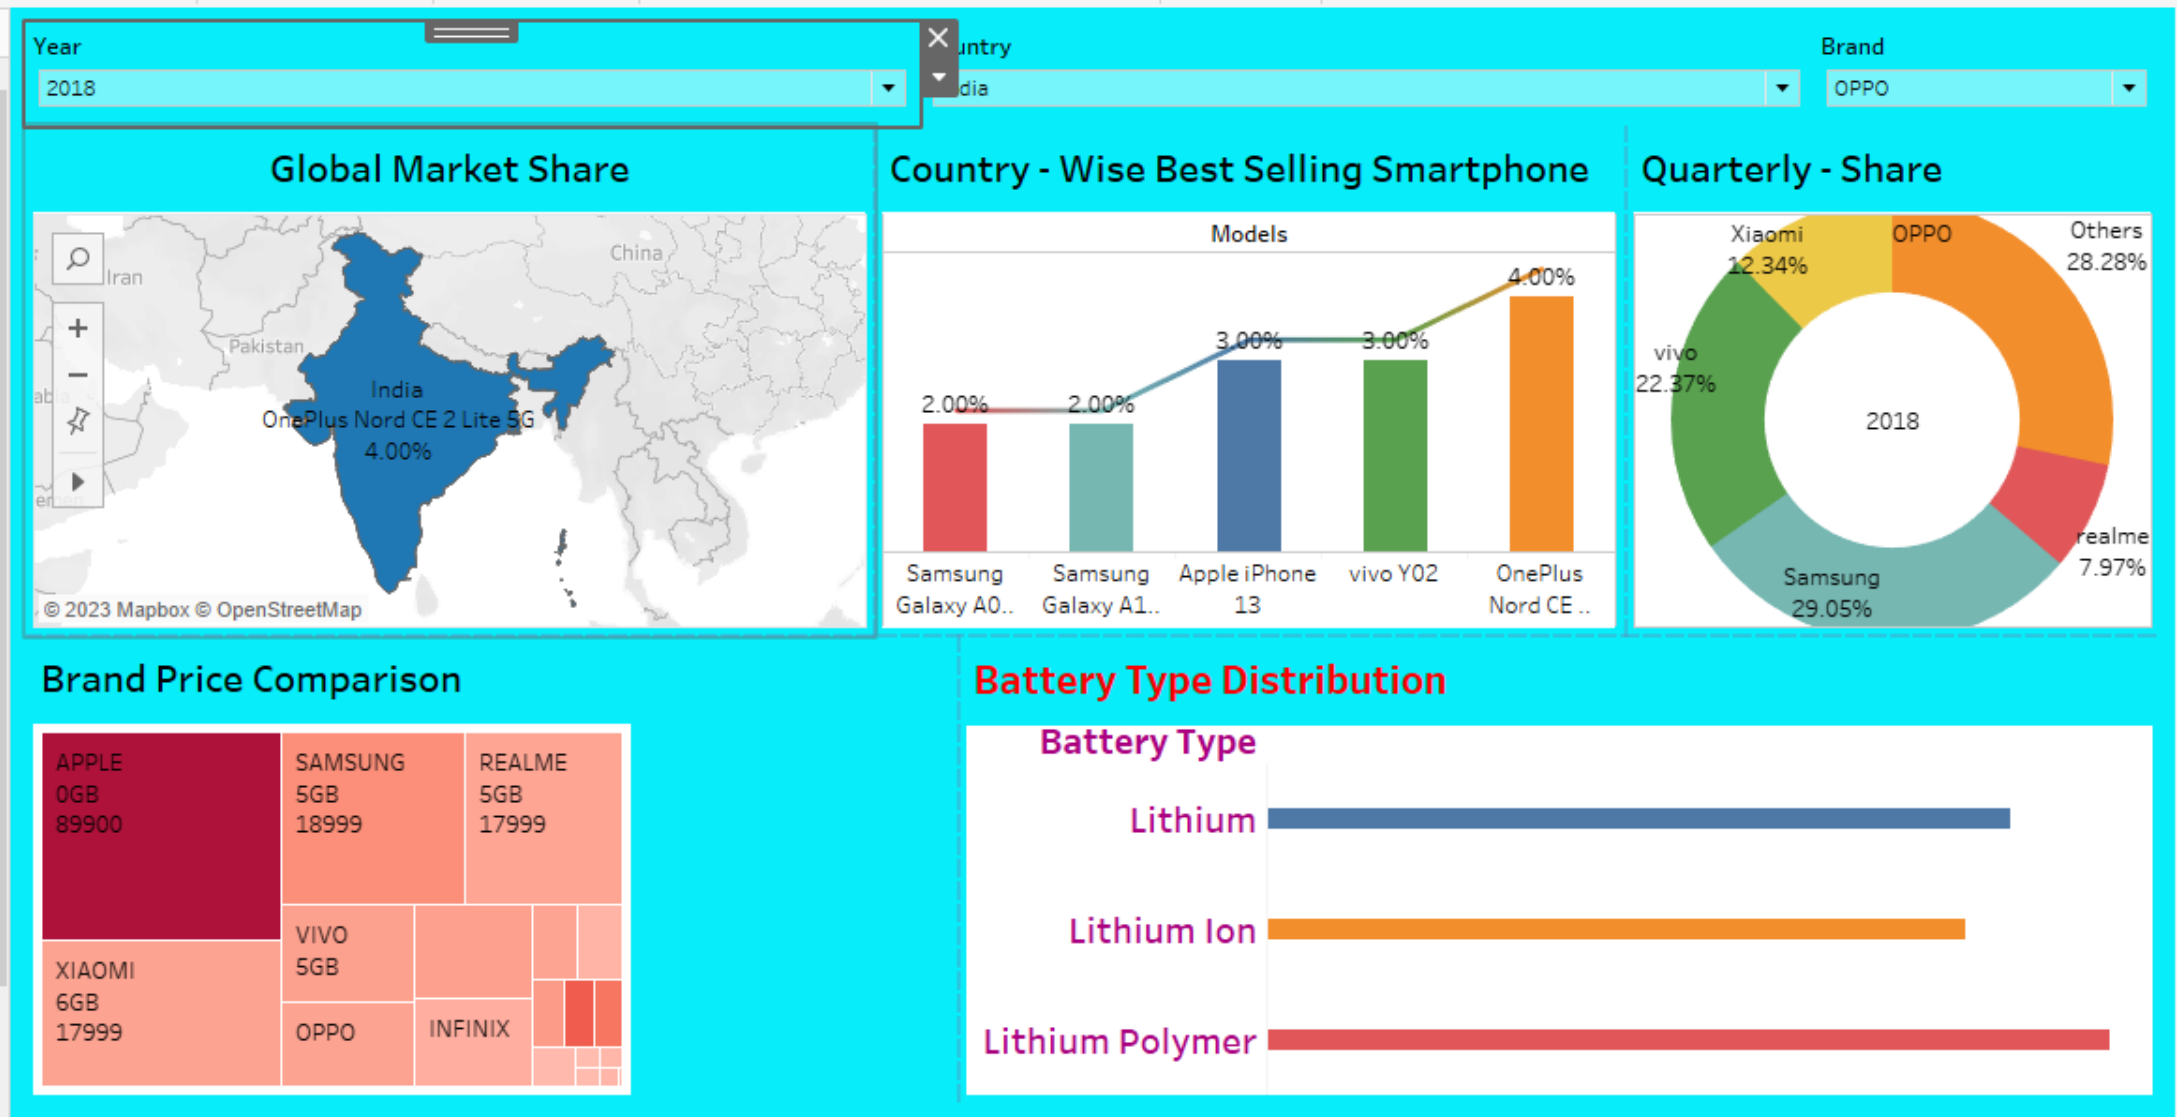 Year
2018
untry
dia
Brand
OPPO
Global Market Share
Iran
China
Pakistan
India
OnePlus Nord CE 2 Lite 5G
4.00%
© 2023 Mapbox © OpenStreetMap
Country - Wise Best Selling Smartphone
Models
2.00%
2.00%
3.00%
3.00%
4.00%
Samsung
Galaxy A0..
Samsung
Galaxy A1..
Apple iPhone
13
vivo Y02
OnePlus
Nord CE ..
Quarterly - Share
Xiaomi
12.34%
OPPO
Others
28.28%
vivo
22.37%
2018
realme
7.97%
Samsung
29.05%
Brand Price Comparison
APPLE
0GB
89900
SAMSUNG
5GB
18999
REALME
5GB
17999
XIAOMI
6GB
17999
VIVO
5GB
OPPO
INFINIX
Battery Type Distribution
Battery Type
Lithium
Lithium Ion
Lithium Polymer